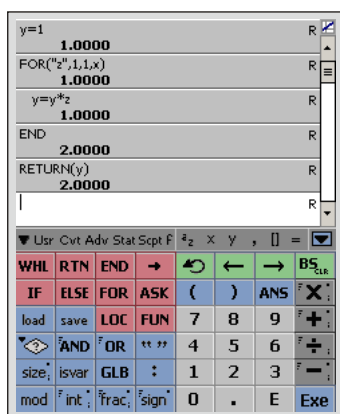 y=1 R
1.0000
FOR("z",1,1,x) R
1.0000
y=y*z R
1.0000
END R
2.0000
RETURN(y) R
2.0000
R
Usr Cvt Adv Stat Scpt F a z x y , [] =
WHL RTN END → ← → BS CLR
IF ELSE FOR ASK ( ) ANS F X ;
load save LOC FUN 7 8 9 F + ;
? F AND F OR " " 4 5 6 F ÷ ;
size ; isvar GLB : 1 2 3 F − ;
mod F int ; F frac ; F sign 0 . E Exe